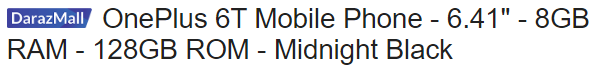 DarazMall OnePlus 6T Mobile Phone - 6.41" - 8GB
RAM - 128GB ROM - Midnight Black